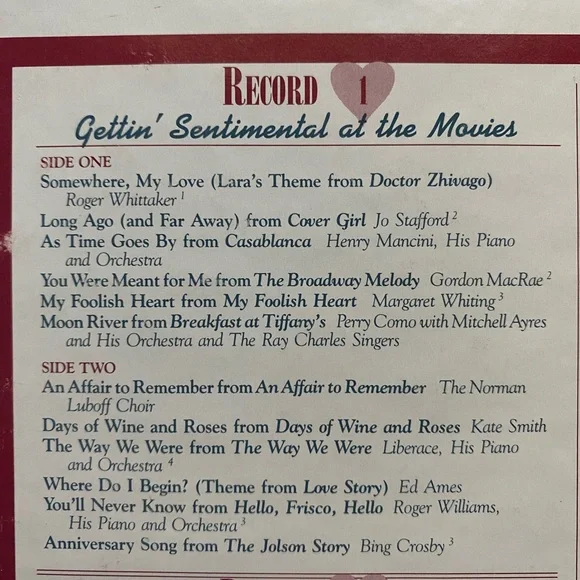 RECORD 1
Gettin' Sentimental at the Movies
SIDE ONE
Somewhere, My Love (Lara's Theme from Doctor Zhivago)
Roger Whittaker ¹
Long Ago (and Far Away) from Cover Girl Jo Stafford ²
As Time Goes By from Casablanca Henry Mancini, His Piano
and Orchestra
You Were Meant for Me from The Broadway Melody Gordon MacRae ²
My Foolish Heart from My Foolish Heart Margaret Whiting ³
Moon River from Breakfast at Tiffany's Perry Como with Mitchell Ayres
and His Orchestra and The Ray Charles Singers
SIDE TWO
An Affair to Remember from An Affair to Remember The Norman
Luboff Choir
Days of Wine and Roses from Days of Wine and Roses Kate Smith
The Way We Were from The Way We Were Liberace, His Piano
and Orchestra ⁴
Where Do I Begin? (Theme from Love Story) Ed Ames
You'll Never Know from Hello, Frisco, Hello Roger Williams,
His Piano and Orchestra ³
Anniversary Song from The Jolson Story Bing Crosby ³